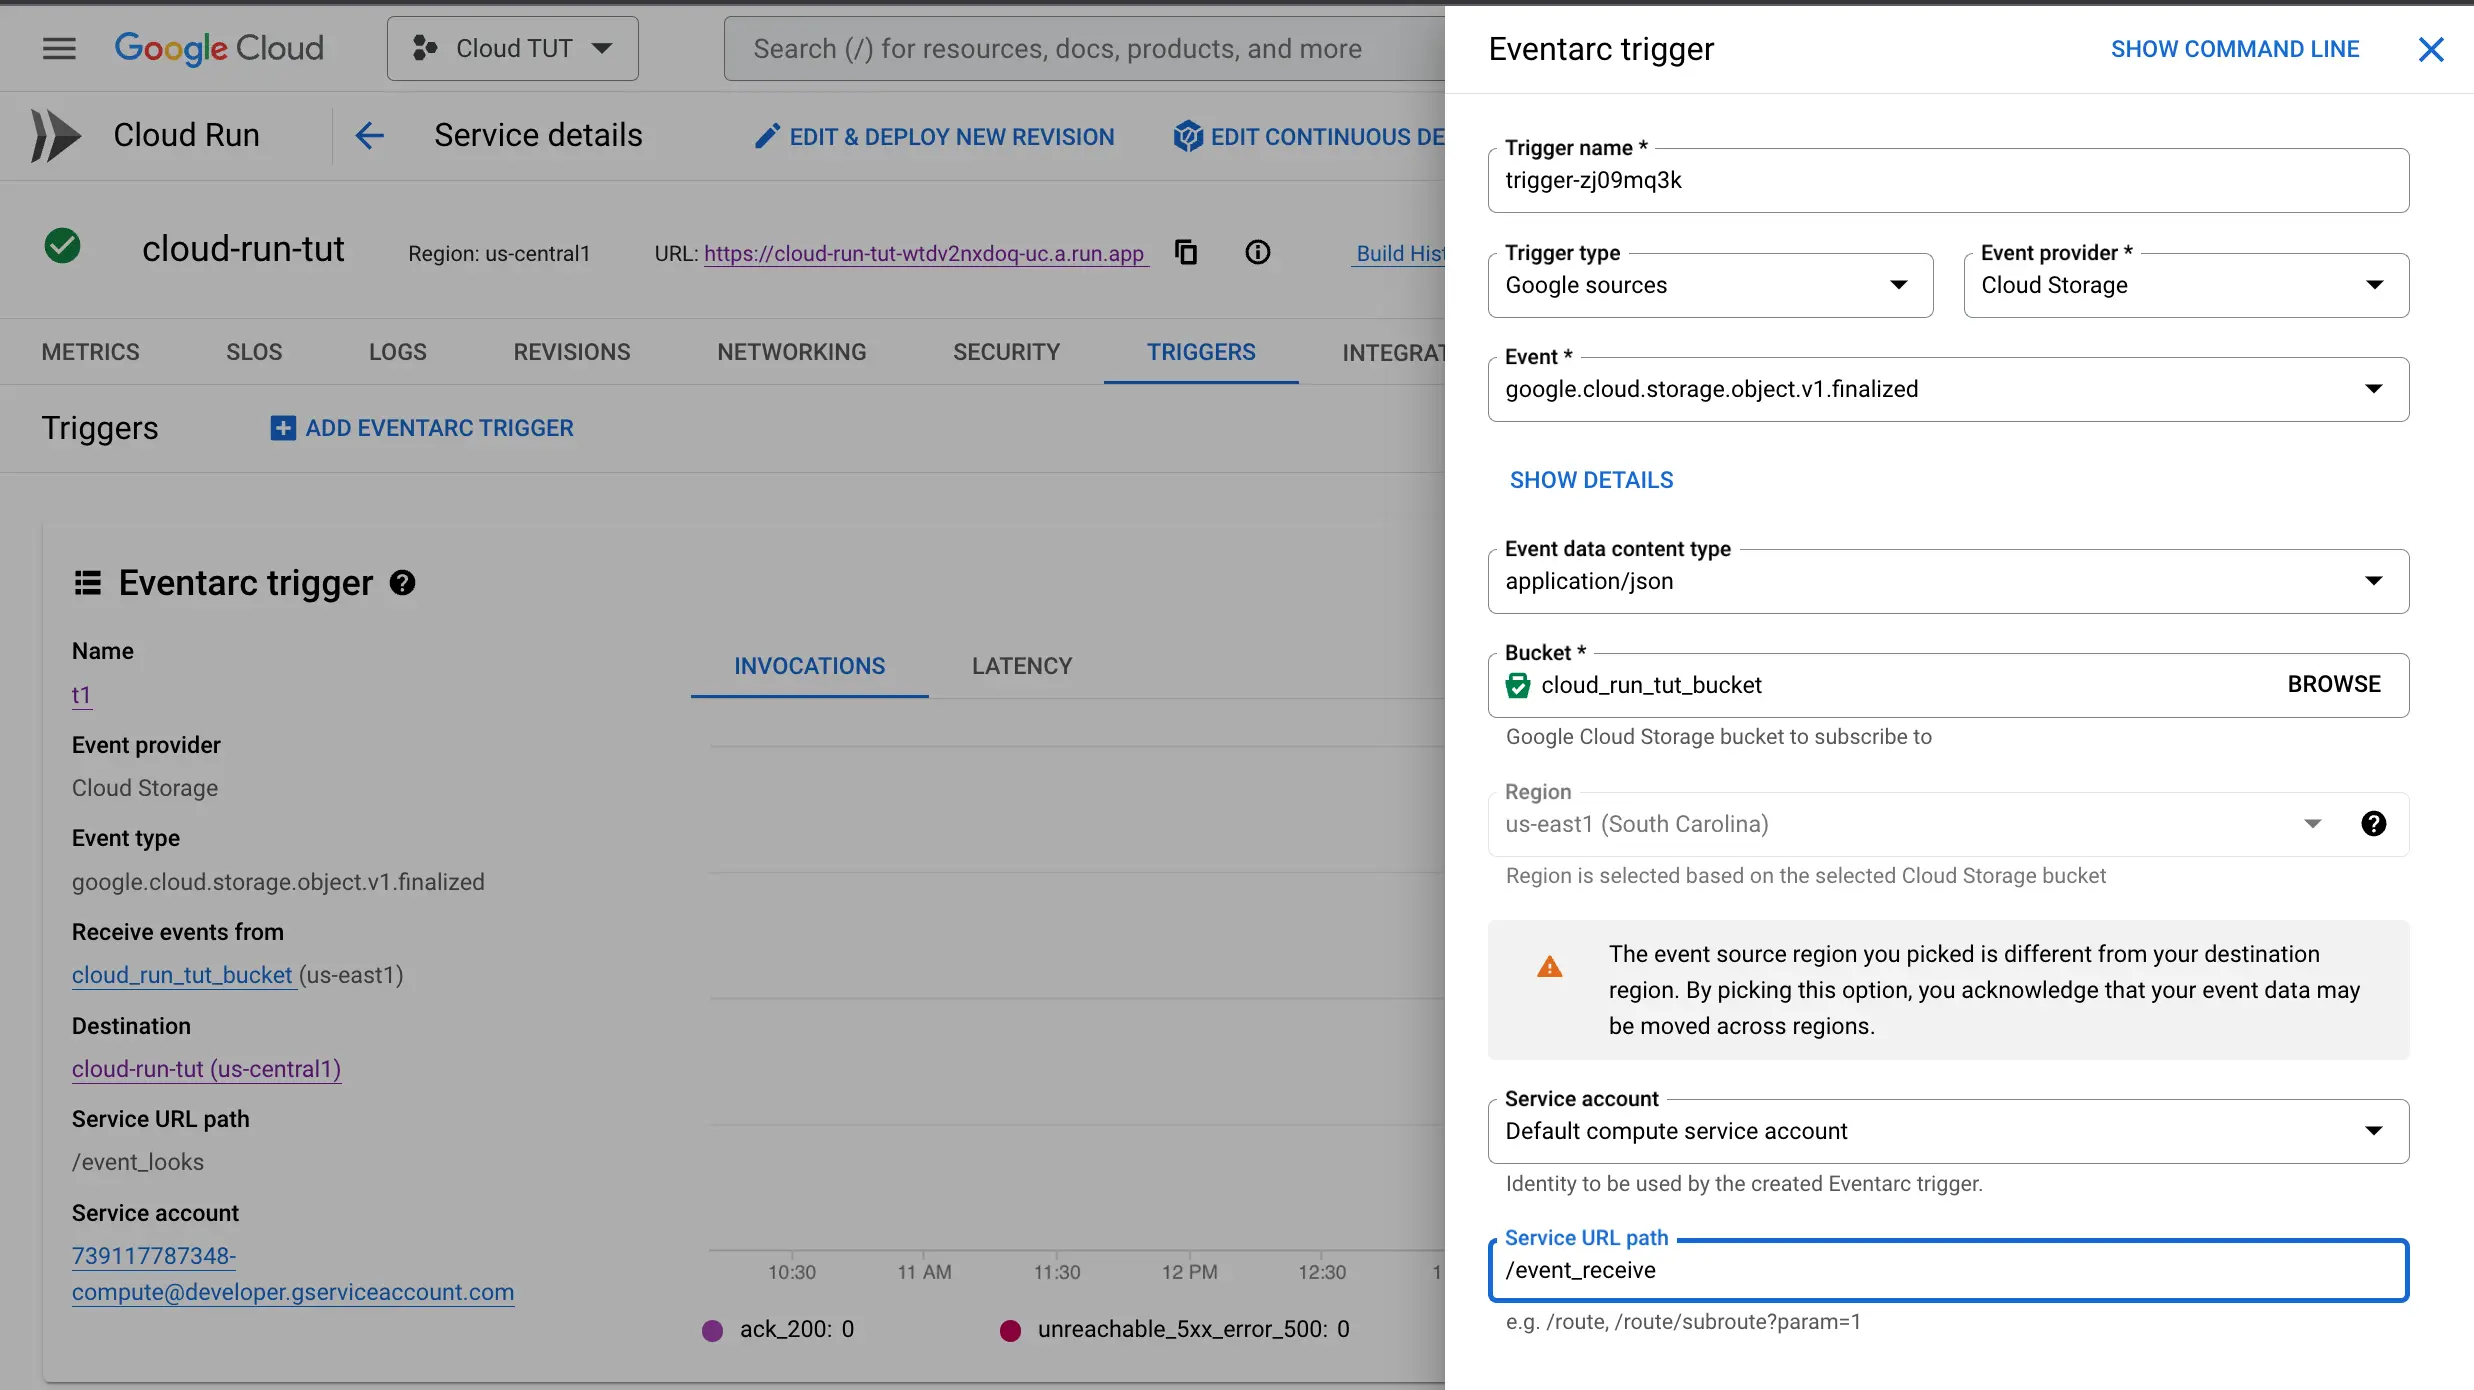 Google Cloud
Cloud TUT
Search (/) for resources, docs, products, and more
Cloud Run
Service details
EDIT & DEPLOY NEW REVISION
EDIT CONTINUOUS DE
cloud-run-tut
Region: us-central1
URL: https://cloud-run-tut-wtdv2nxdoq-uc.a.run.app
Build Hist
METRICS
SLOS
LOGS
REVISIONS
NETWORKING
SECURITY
TRIGGERS
INTEGRAT
Triggers
ADD EVENTARC TRIGGER
Eventarc trigger
Name
t1
Event provider
Cloud Storage
Event type
google.cloud.storage.object.v1.finalized
Receive events from
cloud_run_tut_bucket (us-east1)
Destination
cloud-run-tut (us-central1)
Service URL path
/event_looks
Service account
739117787348-
compute@developer.gserviceaccount.com
INVOCATIONS
LATENCY
10:30
11 AM
11:30
12 PM
12:30
1
ack_200: 0
unreachable_5xx_error_500: 0
Eventarc trigger
SHOW COMMAND LINE
Trigger name *
trigger-zj09mq3k
Trigger type
Google sources
Event provider *
Cloud Storage
Event *
google.cloud.storage.object.v1.finalized
SHOW DETAILS
Event data content type
application/json
Bucket *
cloud_run_tut_bucket
BROWSE
Google Cloud Storage bucket to subscribe to
Region
us-east1 (South Carolina)
Region is selected based on the selected Cloud Storage bucket
The event source region you picked is different from your destination
region. By picking this option, you acknowledge that your event data may
be moved across regions.
Service account
Default compute service account
Identity to be used by the created Eventarc trigger.
Service URL path
/event_receive
e.g. /route, /route/subroute?param=1